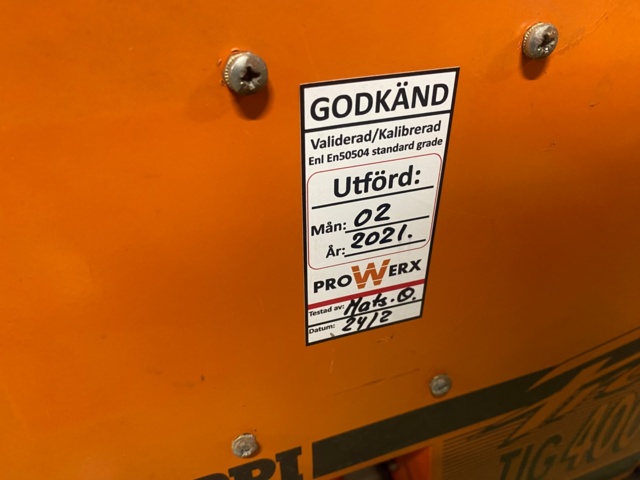 GODKÄND
Validerad/Kalibrerad
Enl En50504 standard grade
Utförd:
Mån: 02
År: 2021.
PROWERX
Testad av: Mats.Q.
Datum: 24/2
PPI
TIG 400